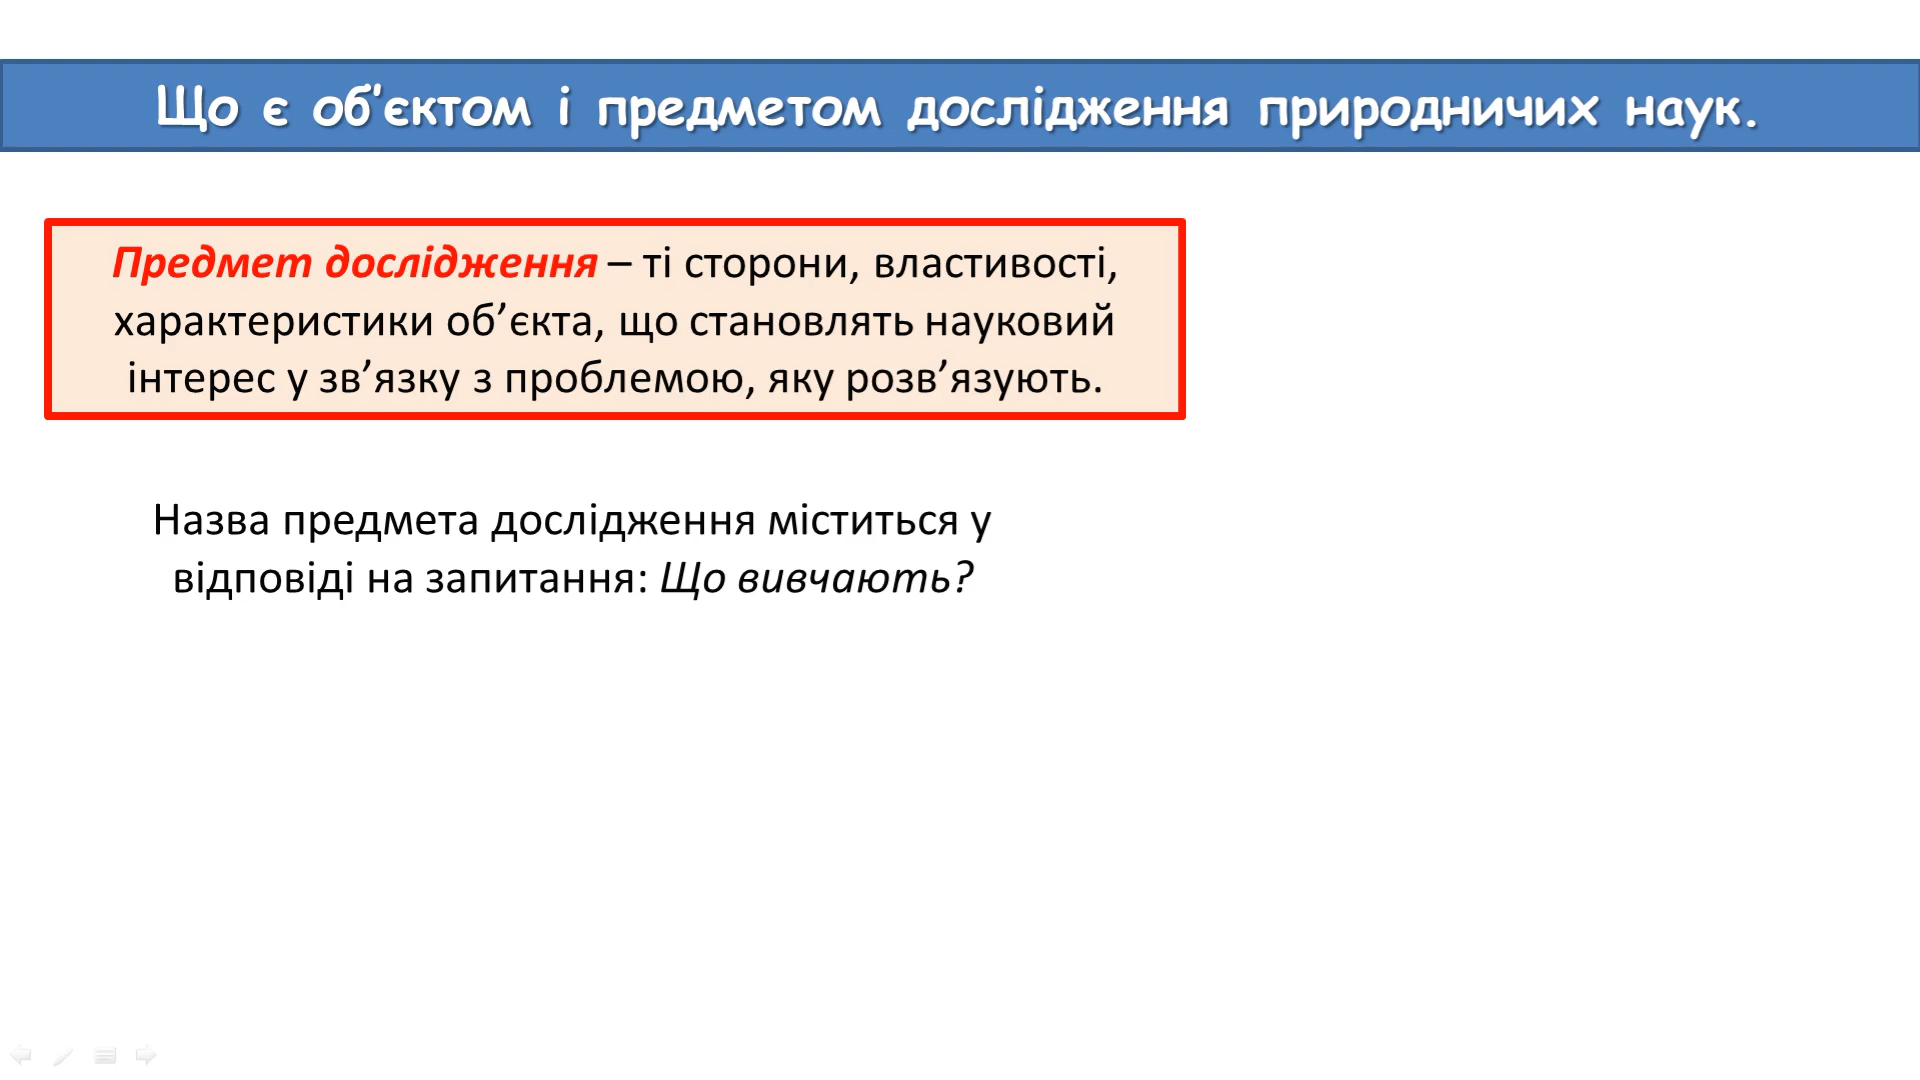 Що є об’єктом і предметом дослідження природничих наук.
Предмет дослідження – ті сторони, властивості,
характеристики об’єкта, що становлять науковий
інтерес у зв’язку з проблемою, яку розв’язують.
Назва предмета дослідження міститься у
відповіді на запитання: Що вивчають?